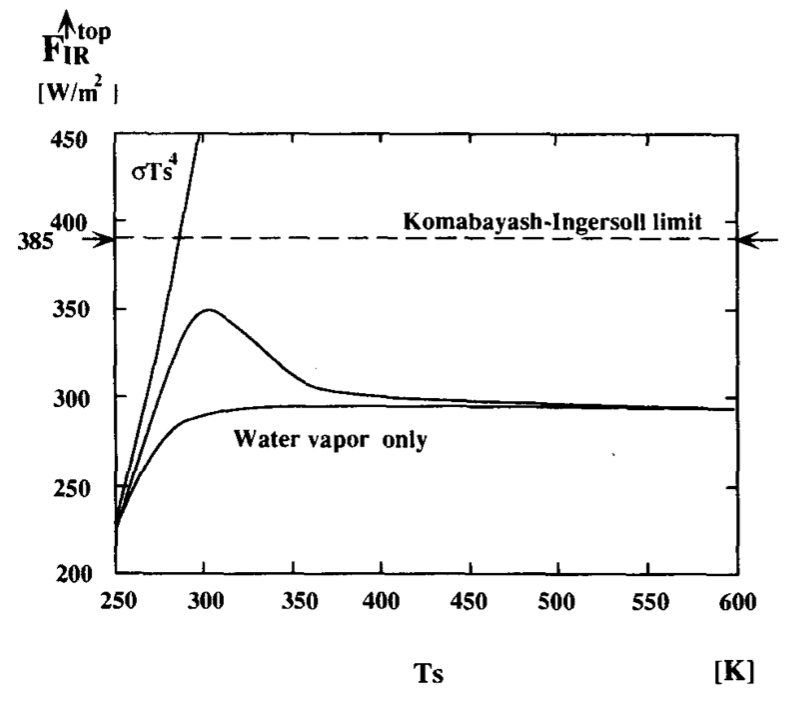 F↑top IR
[W/m2 ]
450
σTs4
400
Komabayash-Ingersoll limit
385
350
300
Water vapor only
250
200
250 300 350 400 450 500 550 600
Ts [K]